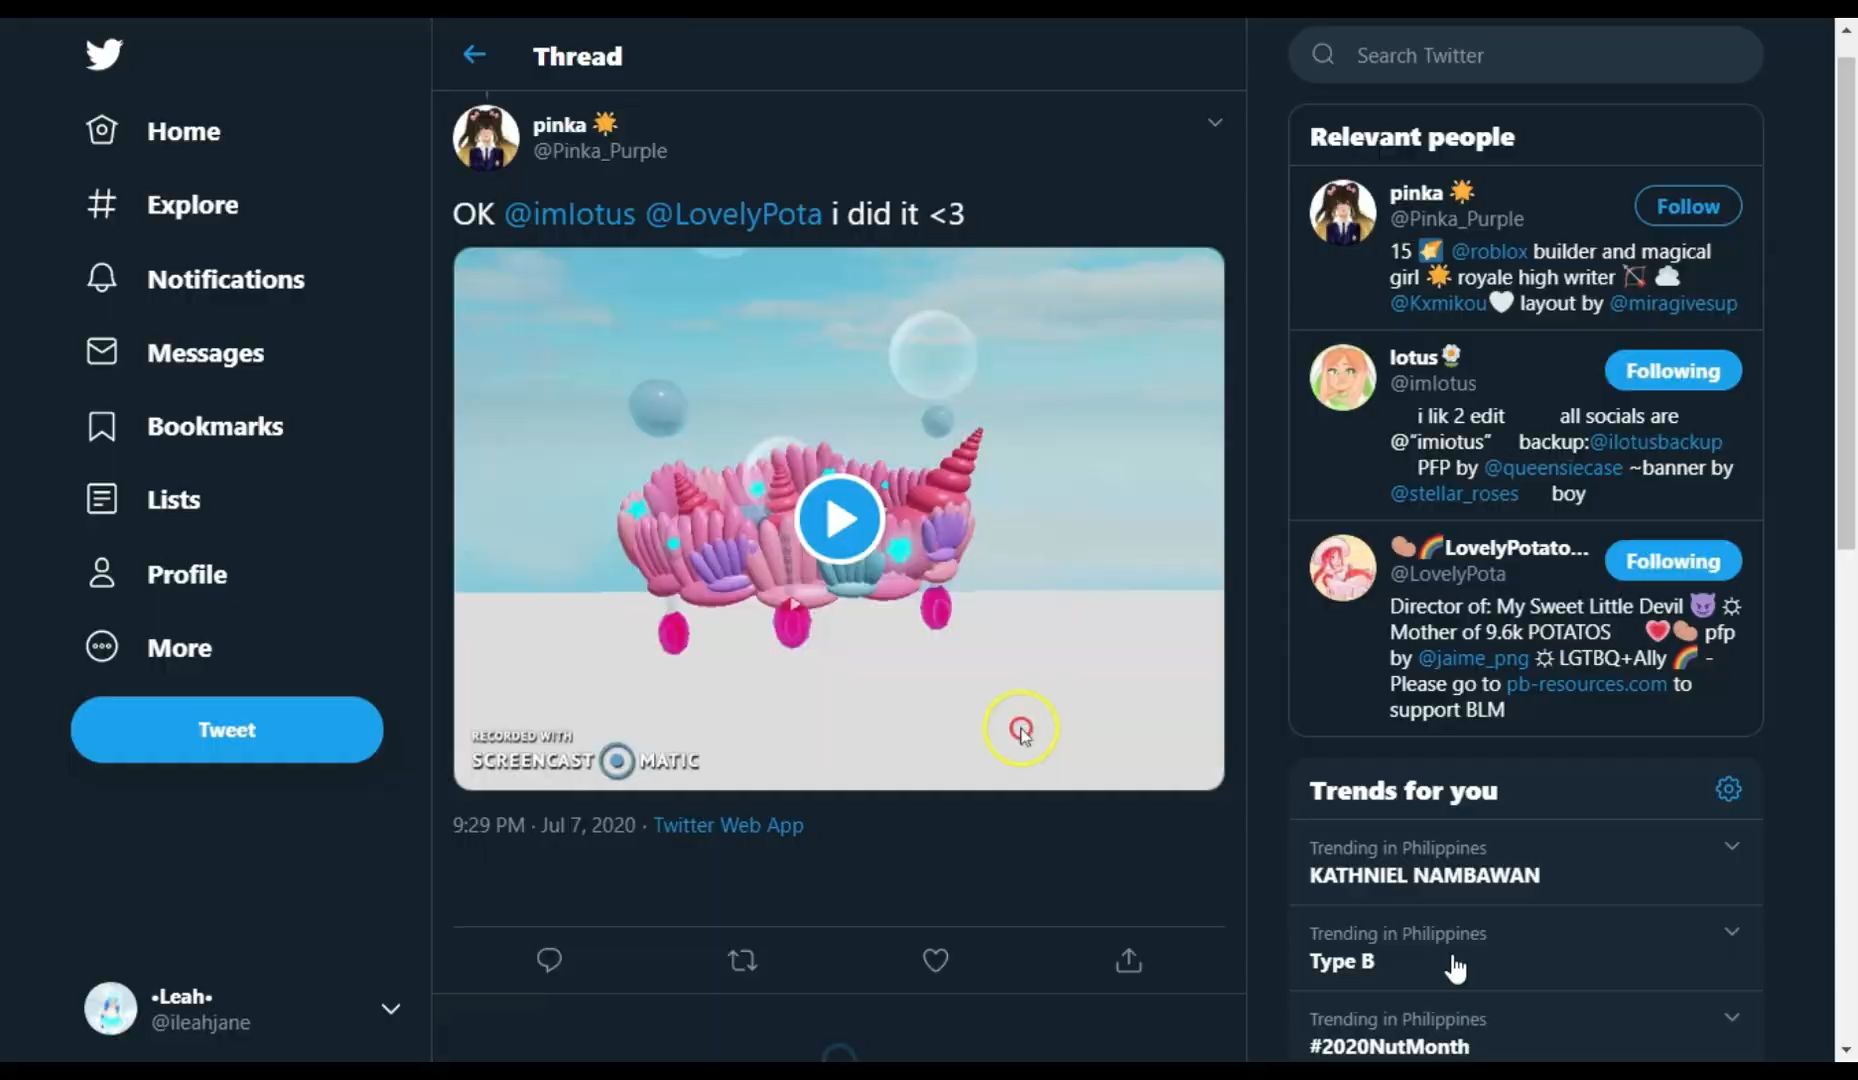 Home
Explore
Notifications
Messages
Bookmarks
Lists
Profile
More
Tweet
•Leah•
@ileahjane
Thread
pinka
@Pinka_Purple
OK @imlotus @LovelyPota i did it <3
RECORDED WITH
SCREENCAST MATIC
9:29 PM · Jul 7, 2020 · Twitter Web App
Search Twitter
Relevant people
pinka
@Pinka_Purple
Follow
15 @roblox builder and magical
girl royale high writer
@Kxmikou layout by @miragivesup
lotus
@imlotus
Following
i lik 2 edit all socials are
@"imiotus" backup:@ilotusbackup
PFP by @queensiecase ~banner by
@stellar_roses boy
LovelyPotato...
@LovelyPota
Following
Director of: My Sweet Little Devil
Mother of 9.6k POTATOS pfp
by @jaime_png LGTBQ+Ally -
Please go to pb-resources.com to
support BLM
Trends for you
Trending in Philippines
KATHNIEL NAMBAWAN
Trending in Philippines
Type B
Trending in Philippines
#2020NutMonth